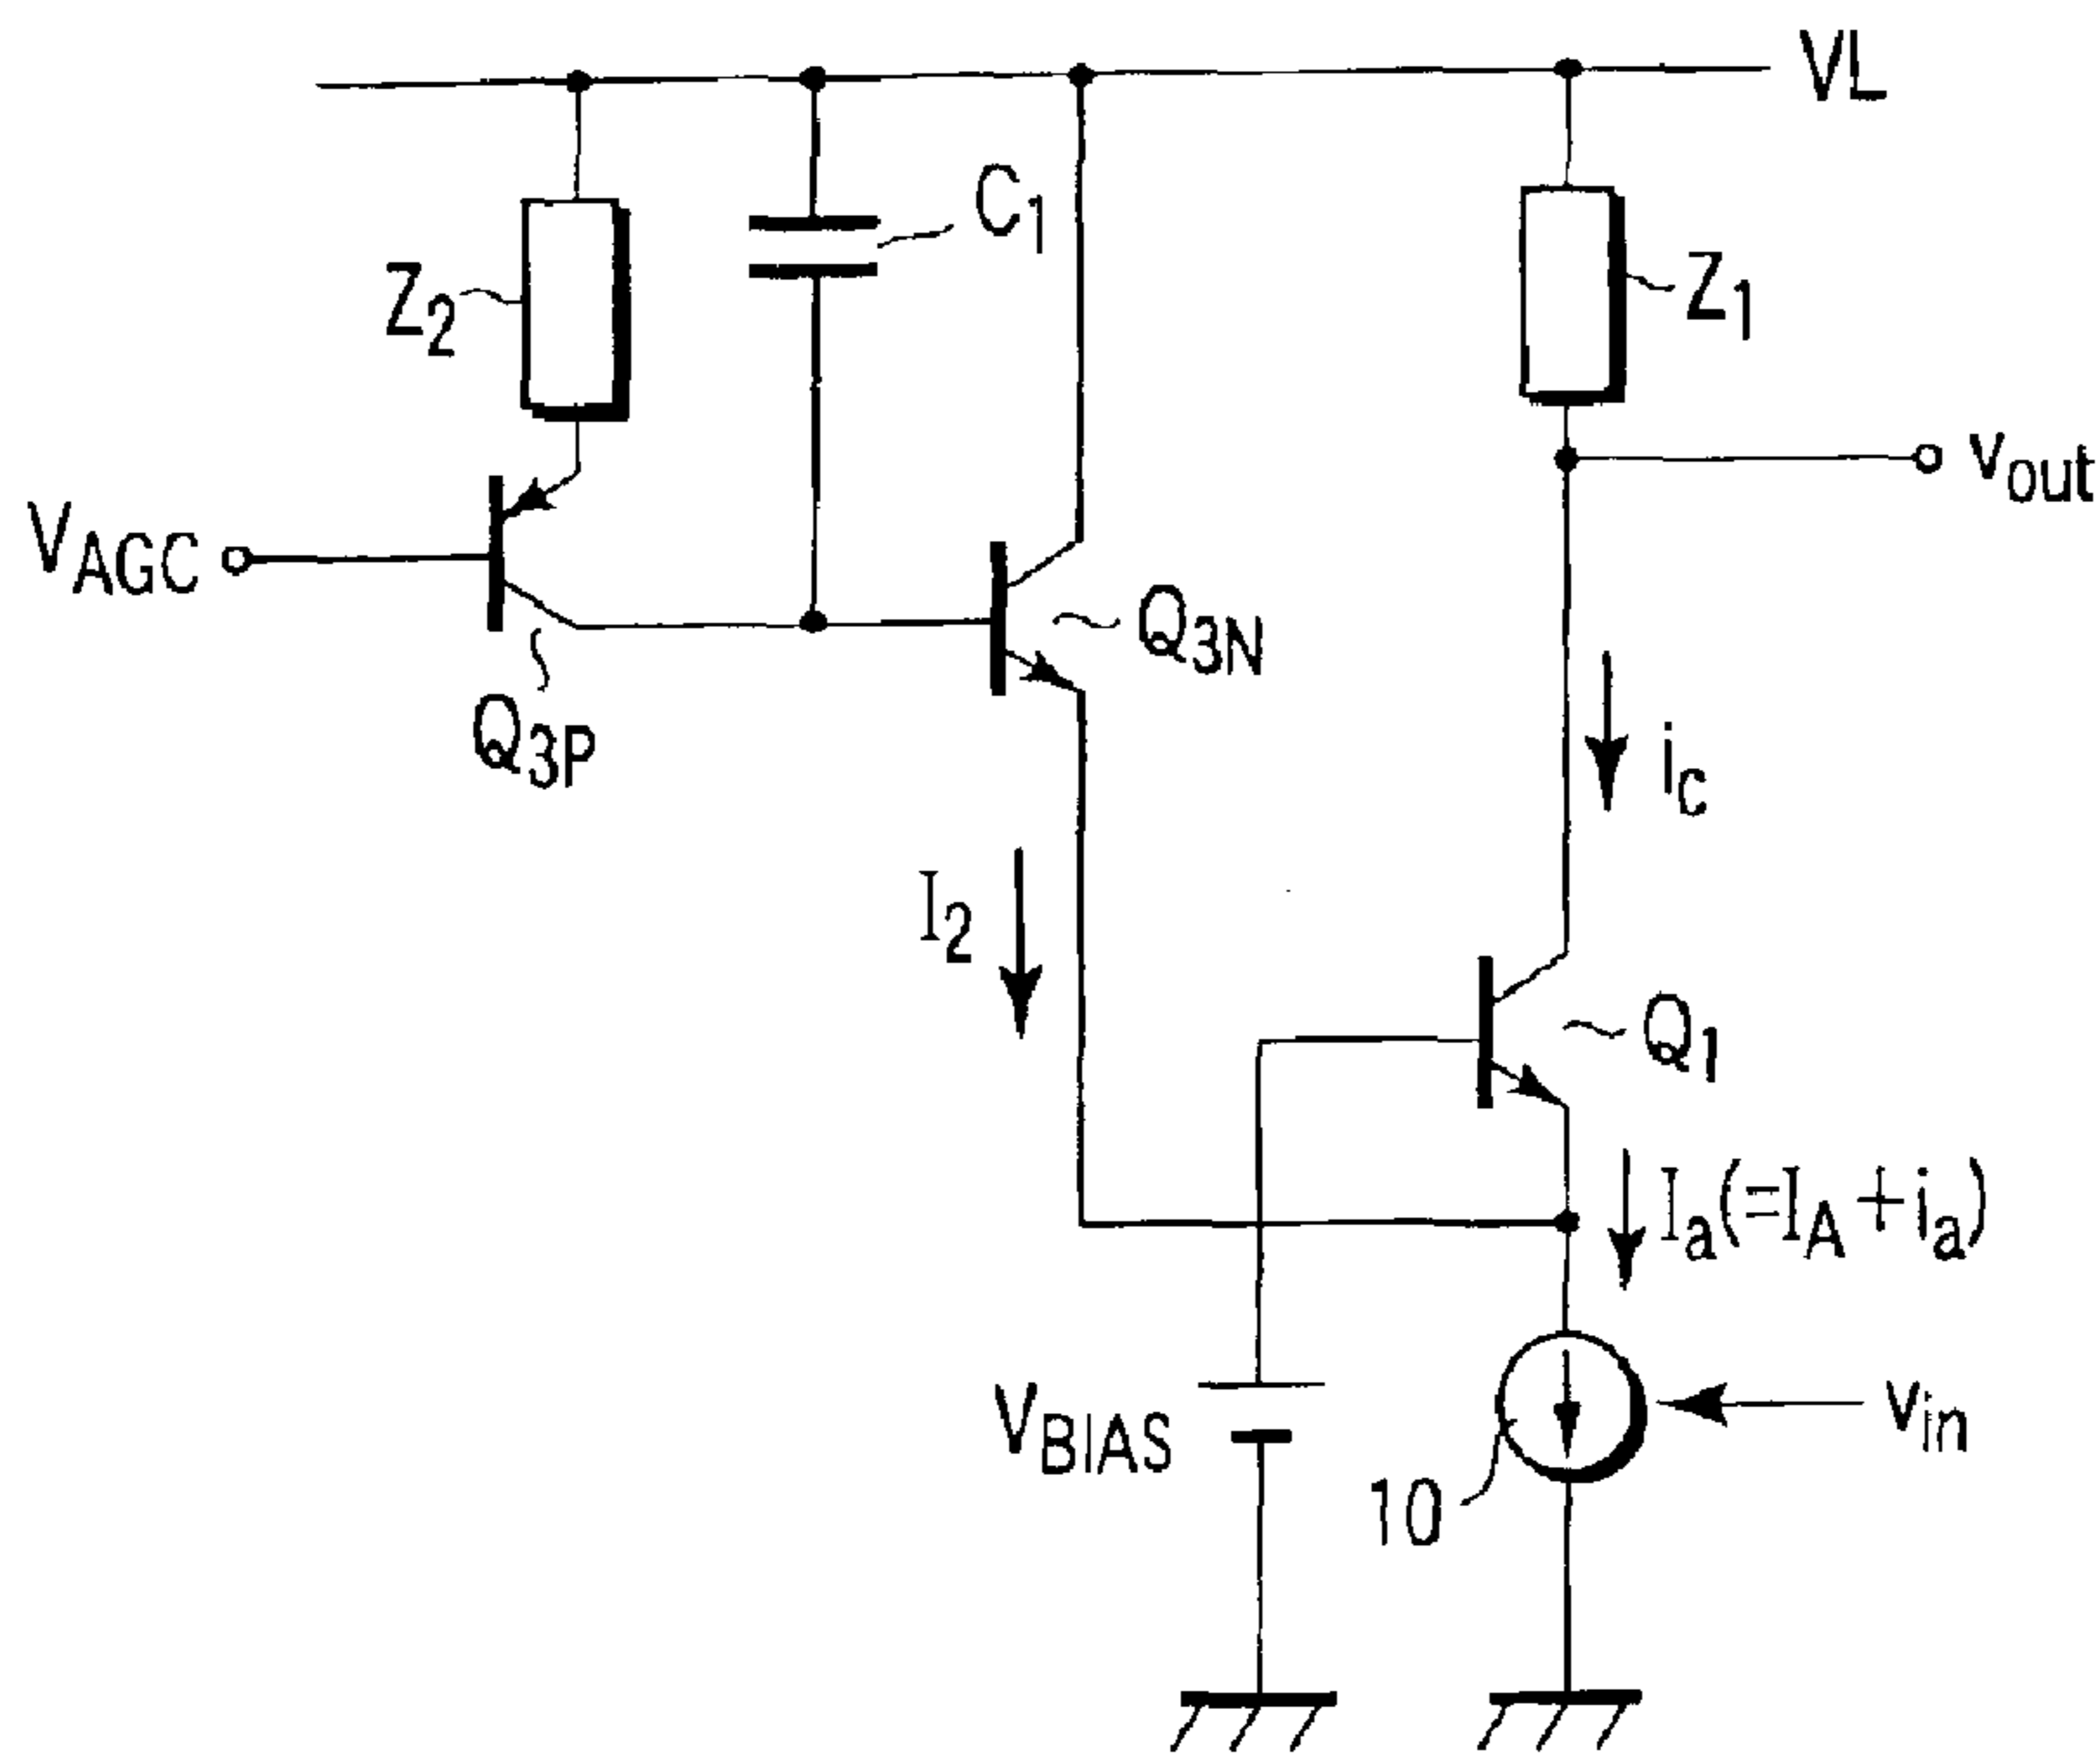 VL
C1
Z2
Z1
vout
VAGC
Q3N
Q3P
ic
I2
Q1
Ia(=IA+ia)
VBIAS
vin
10